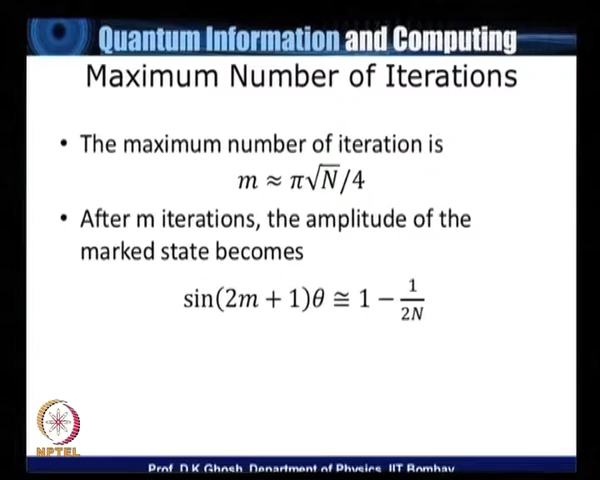 Quantum Information and Computing
Maximum Number of Iterations
• The maximum number of iteration is
m ≈ π√N/4
• After m iterations, the amplitude of the
marked state becomes
sin(2m + 1)θ ≅ 1 − 1/2N
NPTEL
Prof. D.K Ghosh, Department of Physics, IIT Bombay